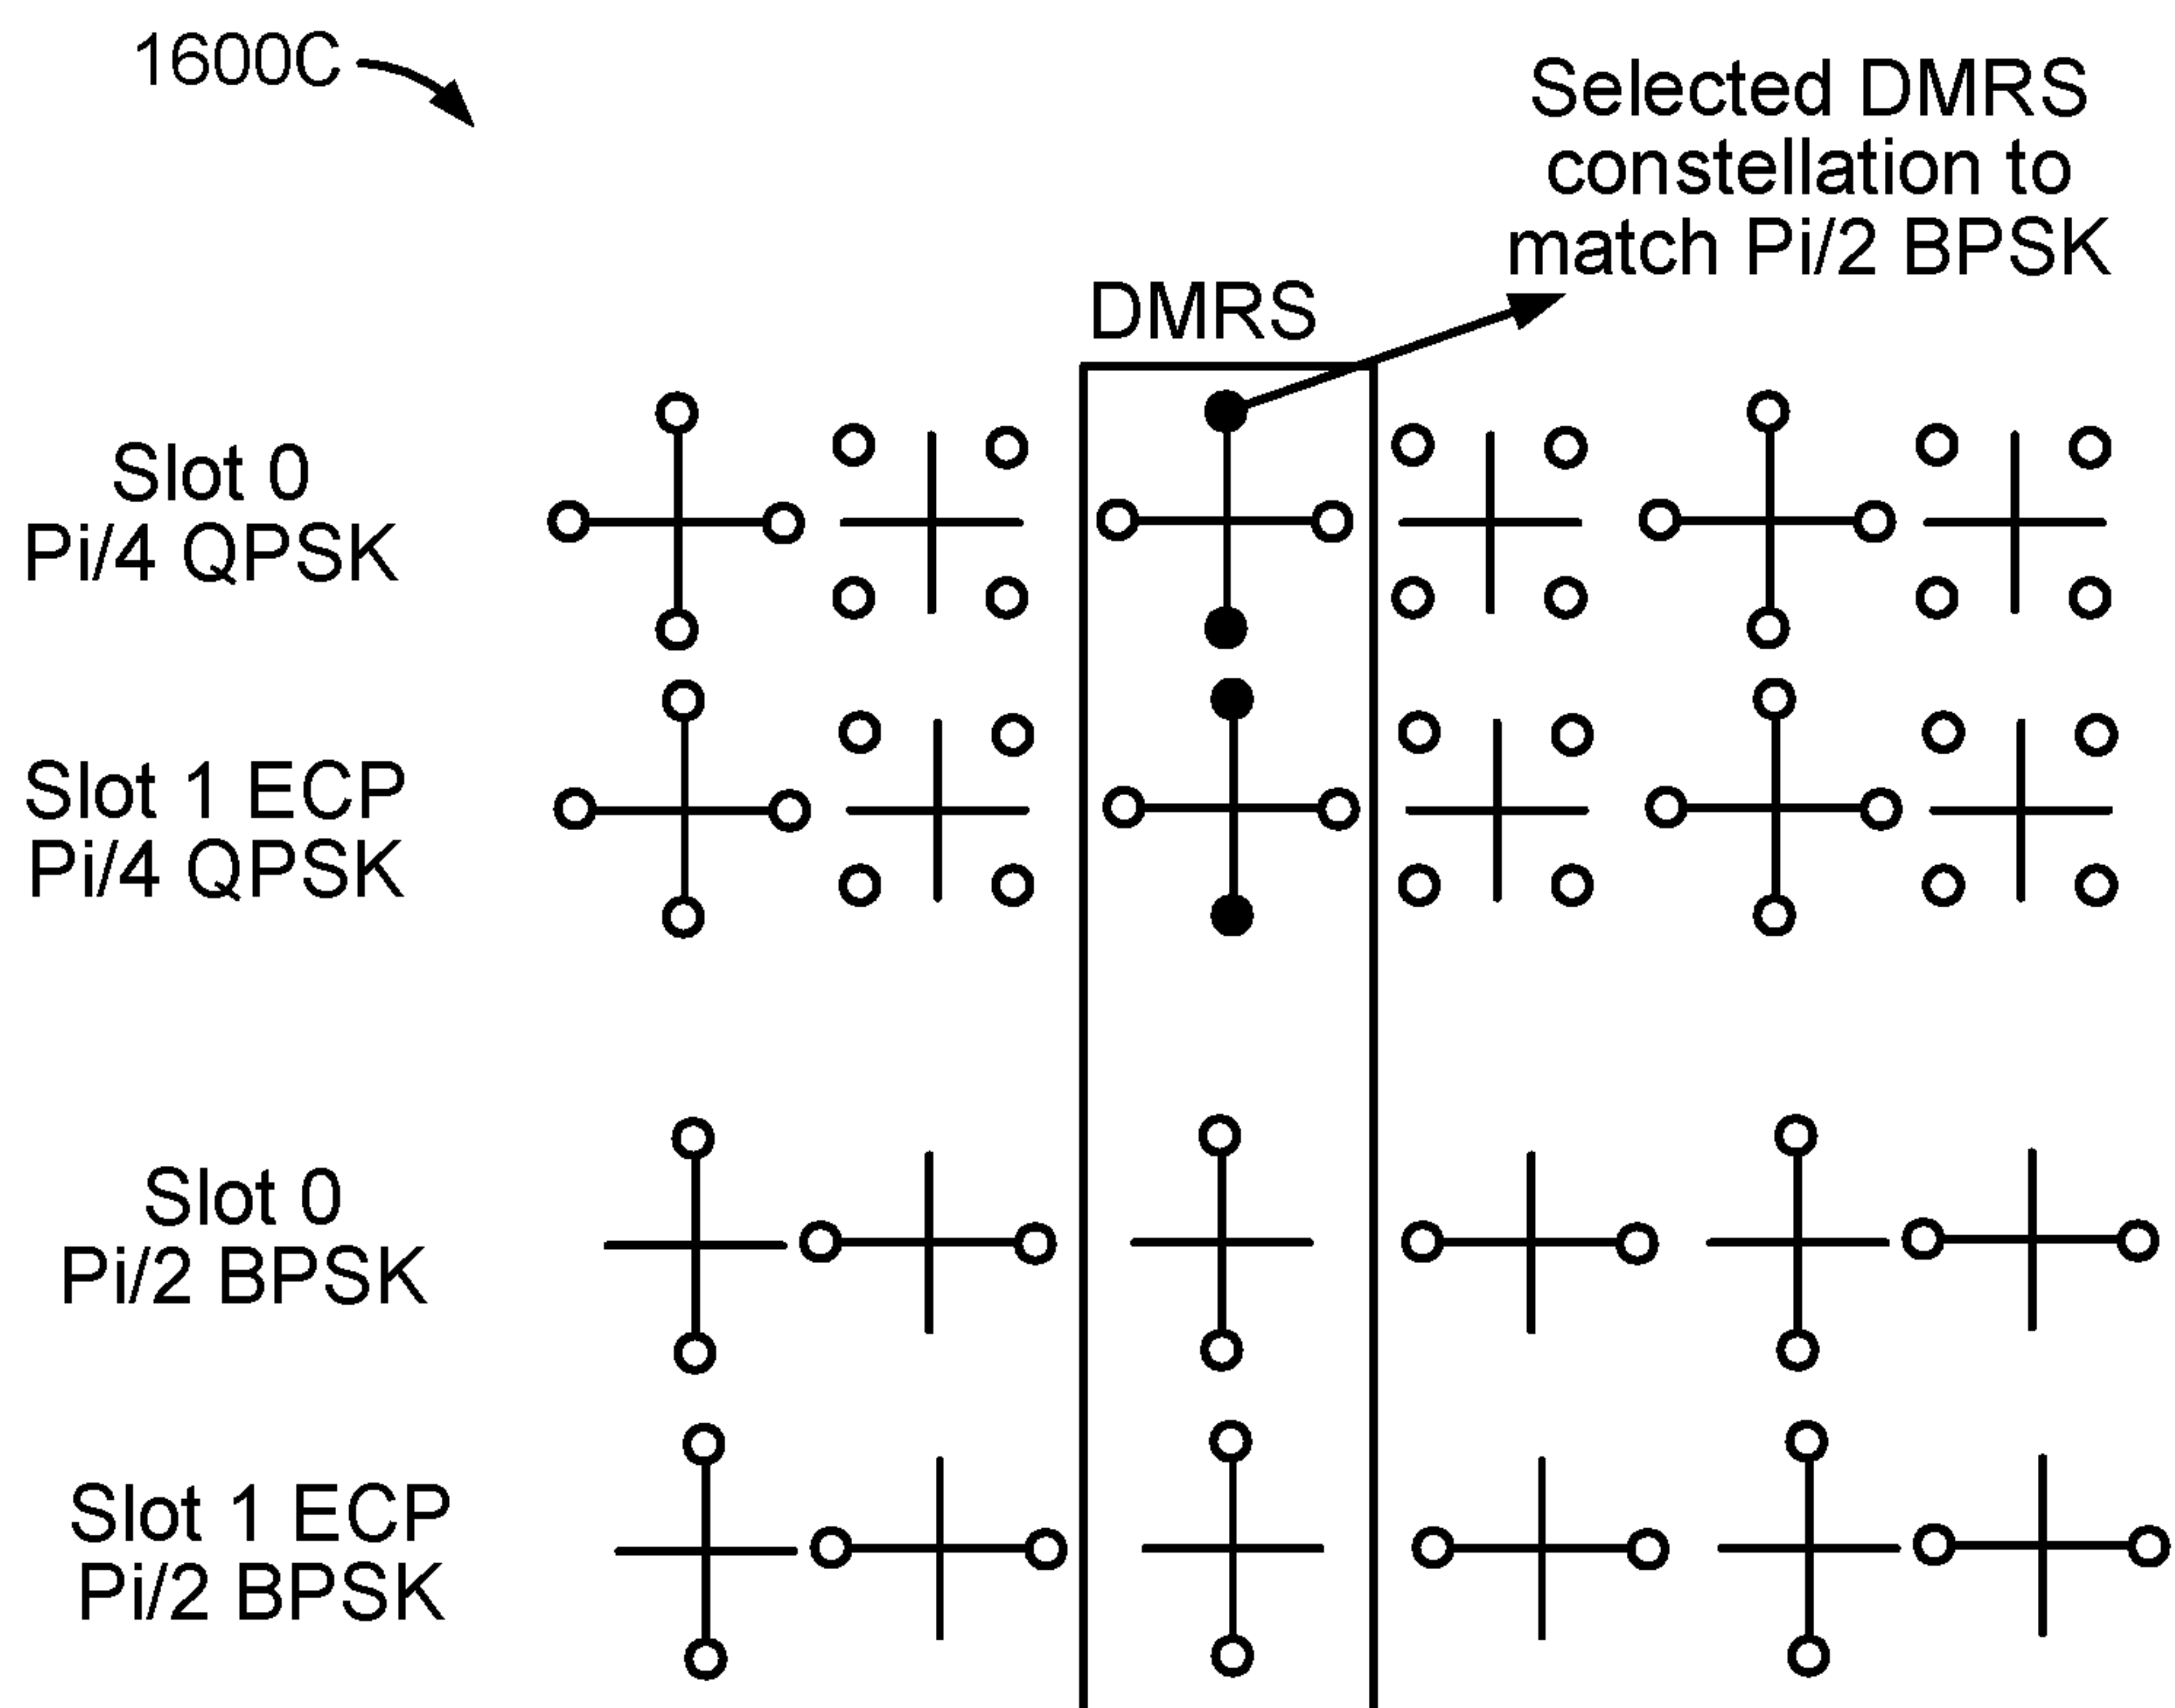 1600C
Selected DMRS
constellation to
match Pi/2 BPSK
DMRS
Slot 0
Pi/4 QPSK
Slot 1 ECP
Pi/4 QPSK
Slot 0
Pi/2 BPSK
Slot 1 ECP
Pi/2 BPSK